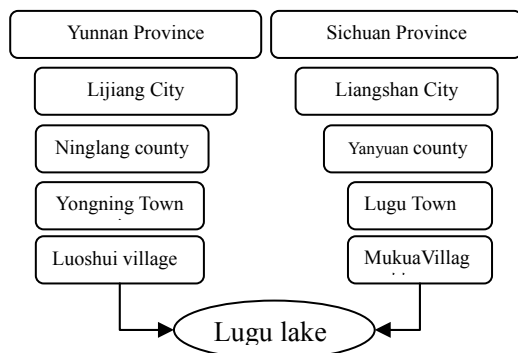 Yunnan Province
Sichuan Province
Lijiang City
Liangshan City
Ninglang county
Yanyuan county
Yongning Town
Lugu Town
Luoshui village
MukuaVillag
Lugu lake